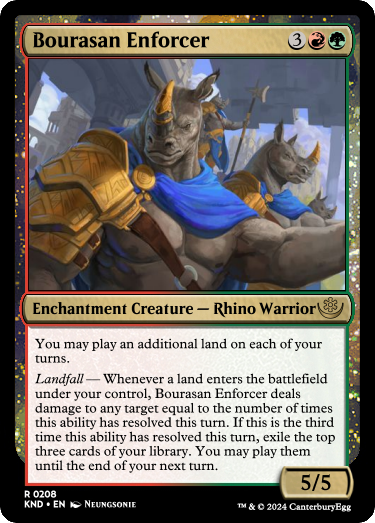 Bourasan Enforcer 3
Enchantment Creature — Rhino Warrior
You may play an additional land on each of your
turns.
Landfall — Whenever a land enters the battlefield
under your control, Bourasan Enforcer deals
damage to any target equal to the number of times
this ability has resolved this turn. If this is the third
time this ability has resolved this turn, exile the top
three cards of your library. You may play them
until the end of your next turn.
5/5
R 0208
KND • EN Neungsonie
™ & © 2024 CanterburyEgg